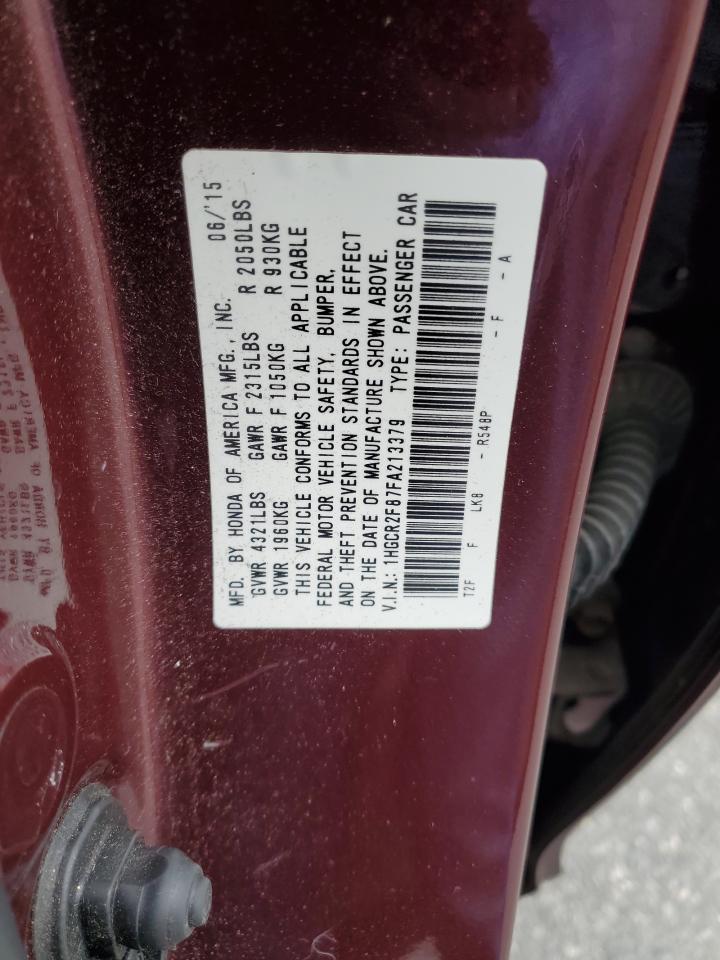 MFD. BY HONDA OF AMERICA MFG., INC. 06/'15
GVWR 4321LBS GAWR F 2315LBS R 2050LBS
GVWR 1960KG GAWR F 1050KG R 930KG
THIS VEHICLE CONFORMS TO ALL APPLICABLE
FEDERAL MOTOR VEHICLE SAFETY, BUMPER,
AND THEFT PREVENTION STANDARDS IN EFFECT
ON THE DATE OF MANUFACTURE SHOWN ABOVE.
V.I.N.: 1HGCR2F87FA213379 TYPE: PASSENGER CAR
T2F F LK8 - R548P - F - A